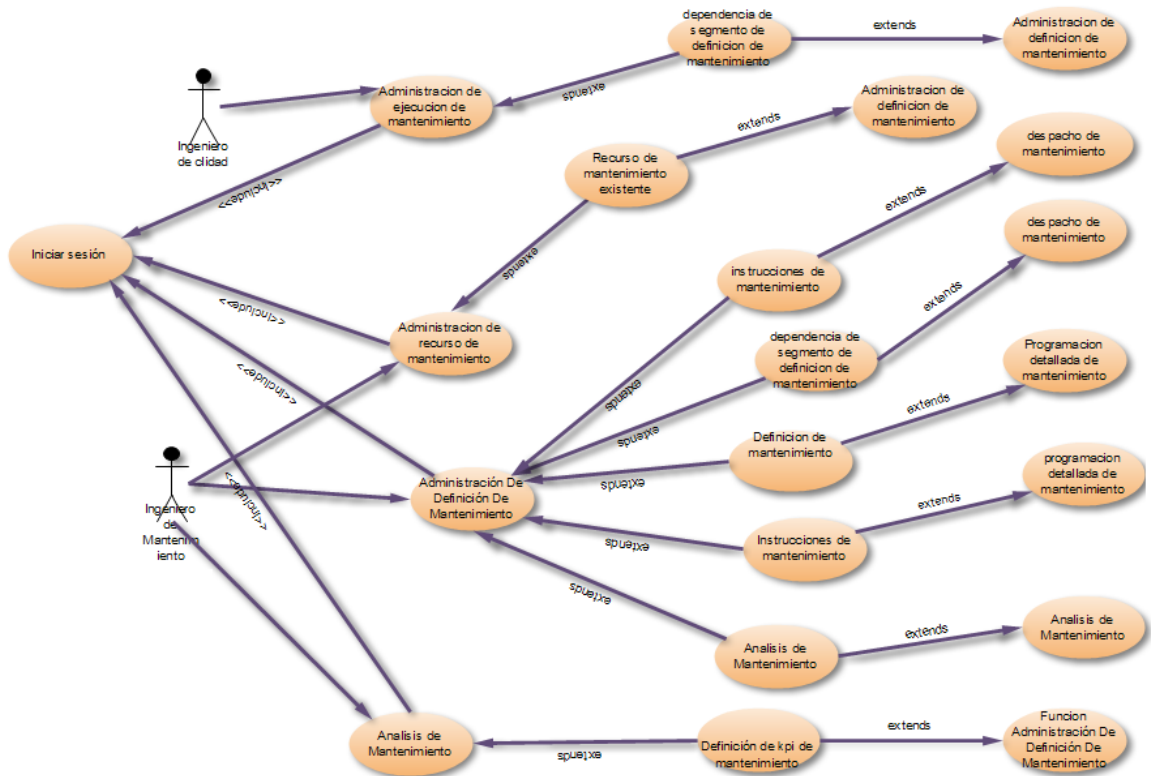 dependencia de
segmento de
definicion de
mantenimiento
extends
Administracion de
definicion de
mantenimiento
Administracion de
ejecucion de
mantenimiento
extends
Ingeniero
de clidad
Administracion de
definicion de
mantenimiento
extends
Recurso de
mantenimiento
existente
despacho de
mantenimiento
<<Include>>
extends
Iniciar sesión
extends
despacho de
mantenimiento
instrucciones de
mantenimiento
extends
<<Include>>
Administracion de
recurso de
mantenimiento
dependencia de
segmento de
definicion de
mantenimiento
Programacion
detallada de
mantenimiento
<<Include>>
extends
extends
extends
Definicion de
mantenimiento
extends
programacion
detallada de
mantenimiento
<<Include>>
Administración De
Definición De
Mantenimiento
extends
Ingeniero
de
Mantenim
iento
extends
Instrucciones de
mantenimiento
extends
Analisis de
Mantenimiento
extends
Analisis de
Mantenimiento
Analisis de
Mantenimiento
extends
Definición de kpi de
mantenimiento
extends
Funcion
Administración De
Definición De
Mantenimiento